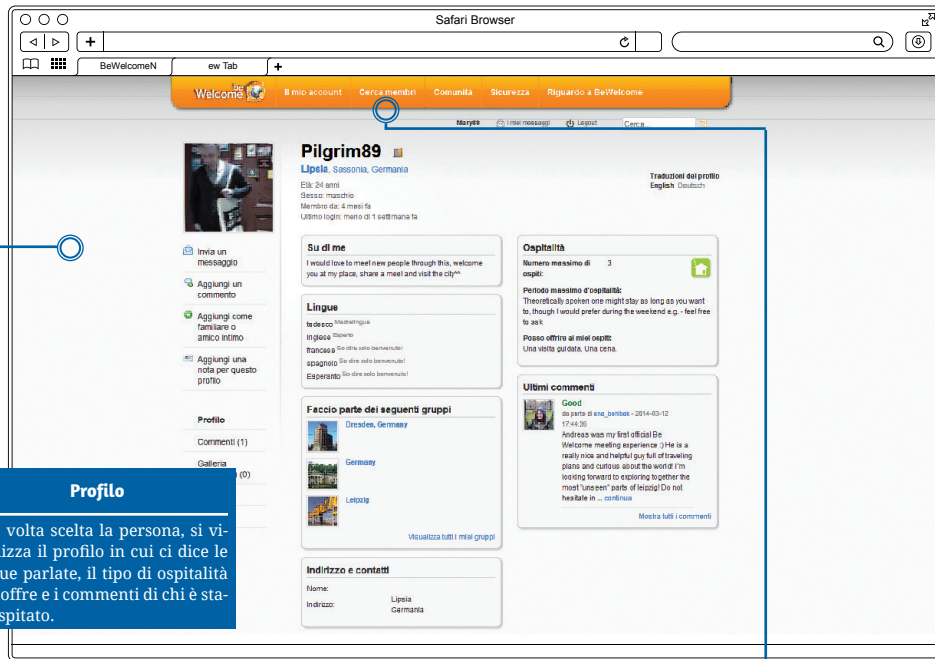 Safari Browser
BeWelcomeN
ew Tab
be
Welcome
Il mio account
Cerca membri
Comunità
Sicurezza
Riguardo a BeWelcome
Mary89
I miei messaggi
Logout
Cerca...
Pilgrim89
Lipsia, Sassonia, Germania
Età: 24 anni
Sesso: maschio
Membro da: 4 mesi fa
Ultimo login: meno di 1 settimana fa
Traduzioni del profilo
English Deutsch
Invia un
messaggio
Aggiungi un
commento
Aggiungi come
familiare o
amico intimo
Aggiungi una
nota per questo
profilo
Profilo
Commenti (1)
Galleria
(0)
Su di me
I would love to meet new people through this, welcome
you at my place, share a meel and visit the city^^
Lingue
tedesco Madrelingua
inglese Esperto
francese So dire solo benvenuto!
spagnolo So dire solo benvenuto!
Esperanto So dire solo benvenuto!
Faccio parte dei seguenti gruppi
Dresden, Germany
Germany
Leipzig
Visualizza tutti i miei gruppi
Indirizzo e contatti
Nome:
Indirizzo: Lipsia
Germania
Ospitalità
Numero massimo di 3
ospiti:
Periodo massimo d'ospitalità:
Theoretically spoken one might stay as long as you want
to, though I would prefer during the weekend e.g. - feel free
to ask
Posso offrire ai miei ospiti:
Una visita guidata, Una cena.
Ultimi commenti
Good
da parte di - 2014-03-12
17:44:39
Andreas was my first official Be
Welcome meeting experience :) He is a
really nice and helpful guy full of traveling
plans and curious about the world! I'm
looking forward to exploring together the
most "unseen" parts of leipzig! Do not
hesitate in ... continua
Mostra tutti i commenti
Profilo
volta scelta la persona, si vi-
lizza il profilo in cui ci dice le
ue parlate, il tipo di ospitalità
offre e i commenti di chi è sta-
spitato.